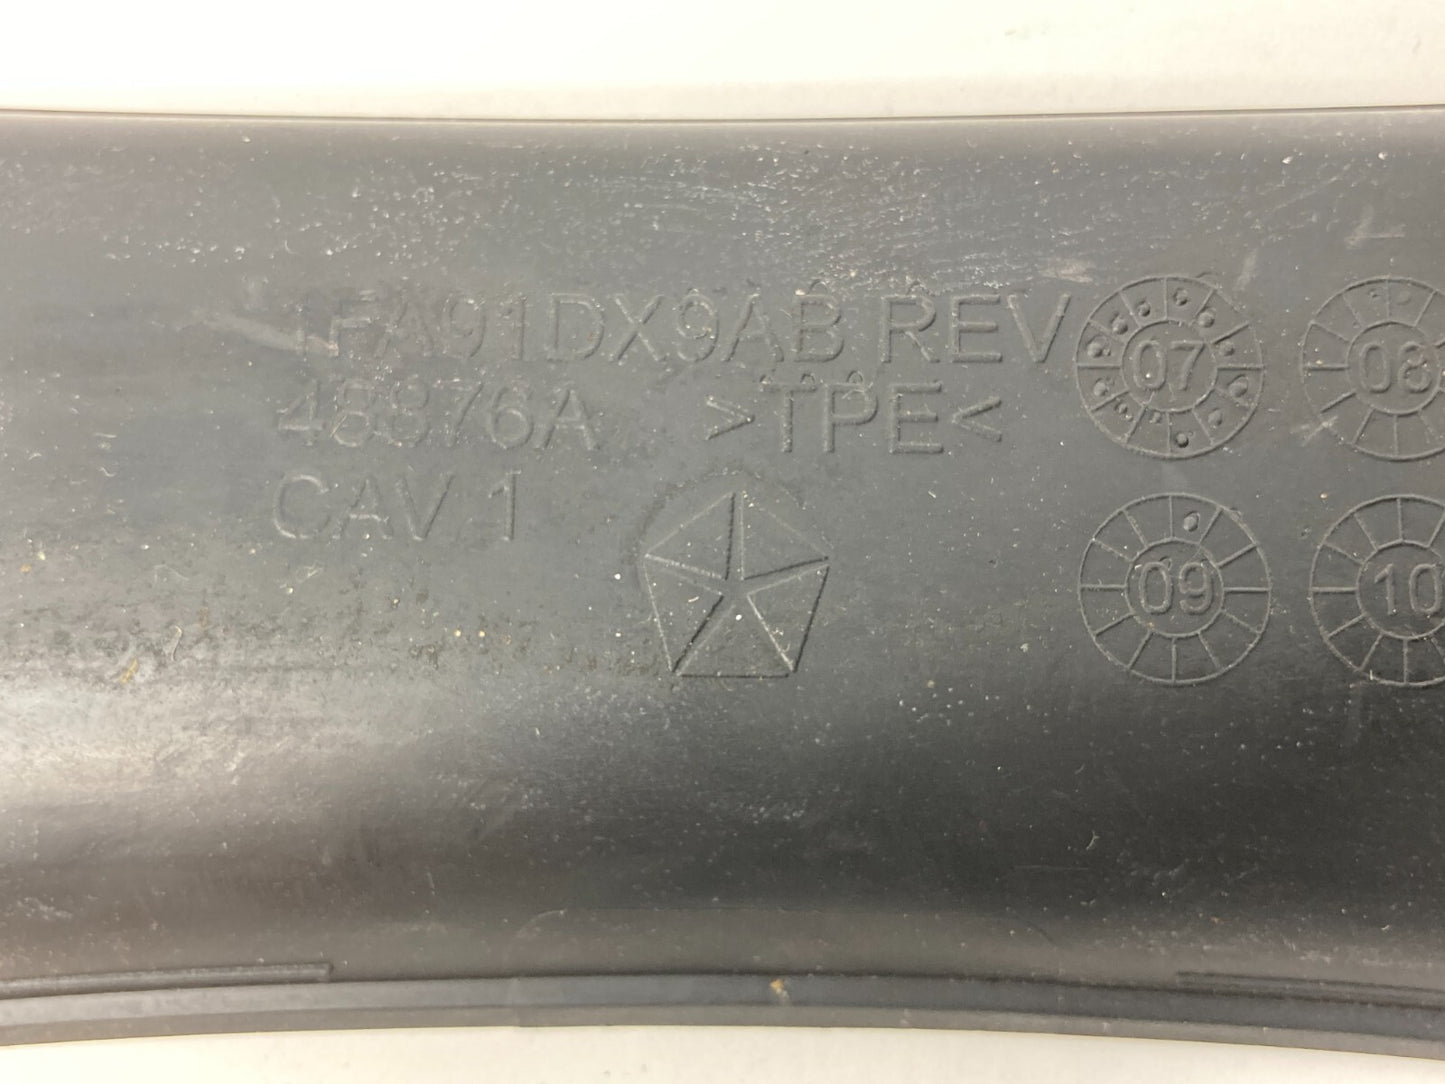 1FA91DX9AB REV
48876A >TPE<
CAV 1
07
08
09
10